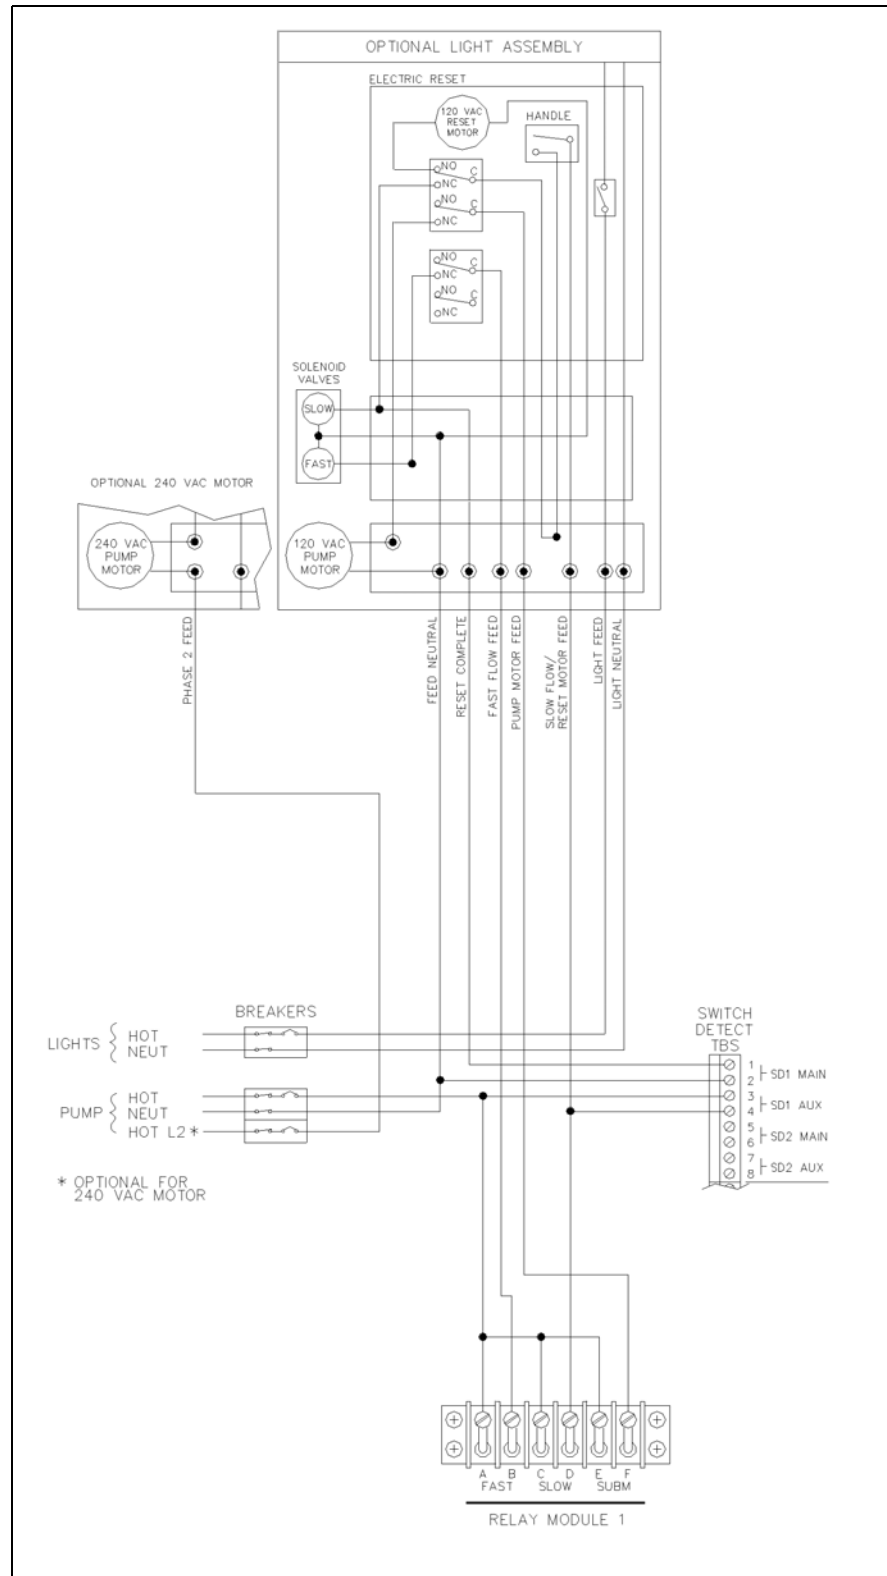 OPTIONAL LIGHT ASSEMBLY
ELECTRIC RESET
120 VAC
RESET
MOTOR
HANDLE
NO
C
NC
NO
C
NC
NO
C
NC
NO
C
NC
SOLENOID
VALVES
SLOW
FAST
OPTIONAL 240 VAC MOTOR
240 VAC
PUMP
MOTOR
120 VAC
PUMP
MOTOR
PHASE 2 FEED
FEED NEUTRAL
RESET COMPLETE
FAST FLOW FEED
PUMP MOTOR FEED
SLOW FLOW/
RESET MOTOR FEED
LIGHT FEED
LIGHT NEUTRAL
BREAKERS
LIGHTS
HOT
NEUT
PUMP
HOT
NEUT
HOT L2 *
* OPTIONAL FOR
240 VAC MOTOR
SWITCH
DETECT
TBS
1
2
SD1 MAIN
3
4
SD1 AUX
5
6
SD2 MAIN
7
8
SD2 AUX
A B C D E F
FAST SLOW SUBM
RELAY MODULE 1